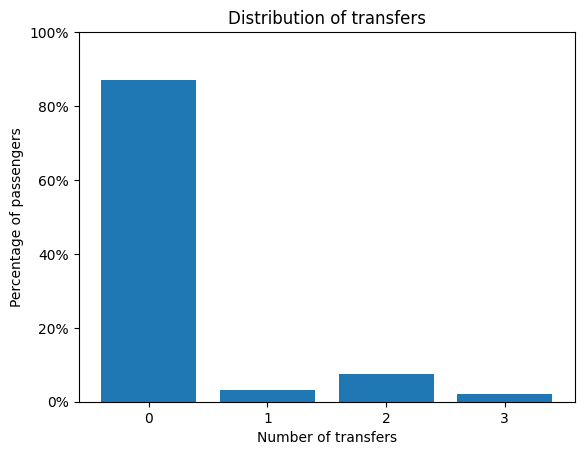 Distribution of transfers
100%
80%
60%
40%
20%
0%
Percentage of passengers
0 1 2 3
Number of transfers